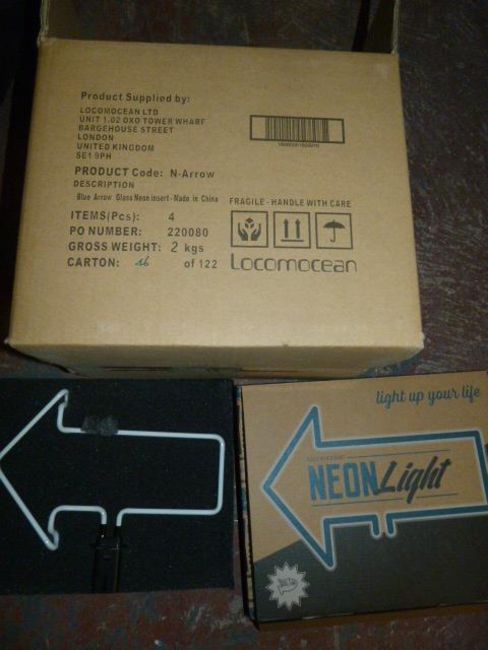 Product Supplied by:
LOCOMOCEAN LTD
UNIT 1.02 OXO TOWER WHARF
BARGEHOUSE STREET
LONDON
UNITED KINGDOM
SE1 9PH
PRODUCT Code: N-Arrow
DESCRIPTION
Blue Arrow Glass Neon insert - Made in China
ITEMS(Pcs): 4
PO NUMBER: 220080
GROSS WEIGHT: 2 kgs
CARTON: 16 of 122
FRAGILE - HANDLE WITH CARE
Locomocean
light up your life
NEON Light